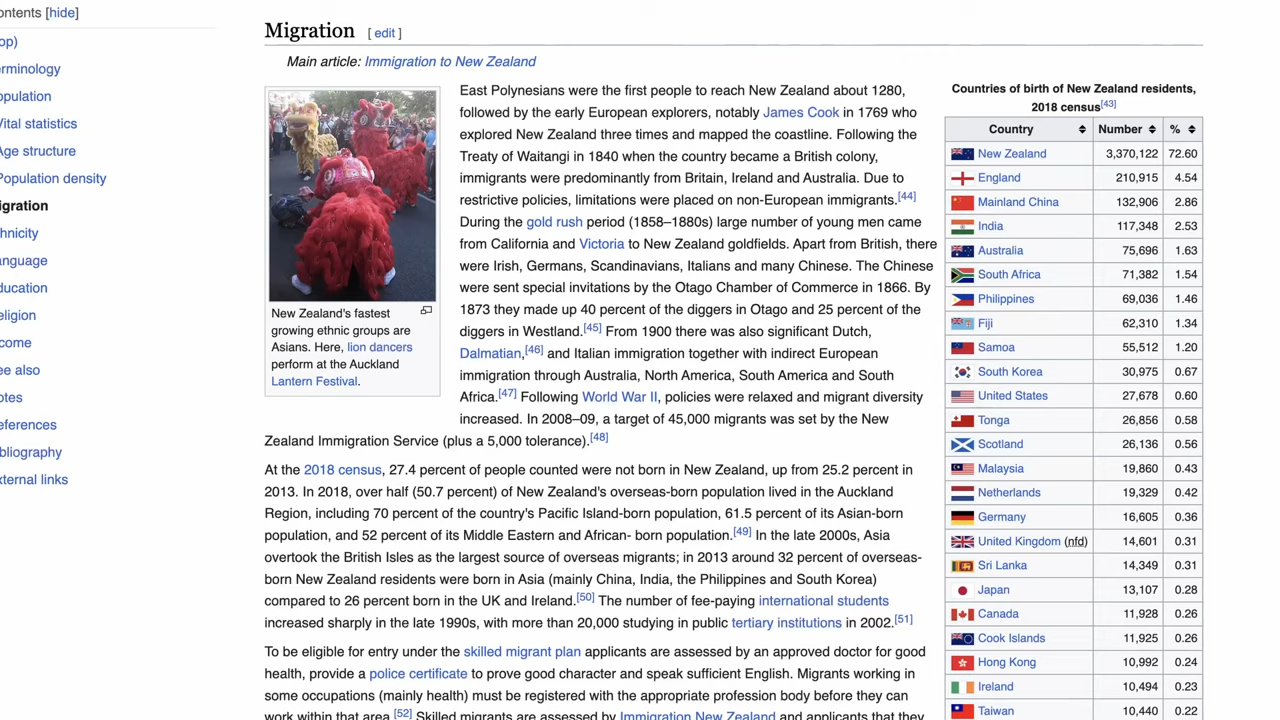 ontents [hide]
op)
erminology
opulation
Vital statistics
Age structure
Population density
igration
hnicity
anguage
ducation
eligion
come
ee also
otes
eferences
ibliography
xternal links
Migration [ edit ]
Main article: Immigration to New Zealand
New Zealand's fastest
growing ethnic groups are
Asians. Here, lion dancers
perform at the Auckland
Lantern Festival.
East Polynesians were the first people to reach New Zealand about 1280,
followed by the early European explorers, notably James Cook in 1769 who
explored New Zealand three times and mapped the coastline. Following the
Treaty of Waitangi in 1840 when the country became a British colony,
immigrants were predominantly from Britain, Ireland and Australia. Due to
restrictive policies, limitations were placed on non-European immigrants.[44]
During the gold rush period (1858–1880s) large number of young men came
from California and Victoria to New Zealand goldfields. Apart from British, there
were Irish, Germans, Scandinavians, Italians and many Chinese. The Chinese
were sent special invitations by the Otago Chamber of Commerce in 1866. By
1873 they made up 40 percent of the diggers in Otago and 25 percent of the
diggers in Westland.[45] From 1900 there was also significant Dutch,
Dalmatian,[46] and Italian immigration together with indirect European
immigration through Australia, North America, South America and South
Africa.[47] Following World War II, policies were relaxed and migrant diversity
increased. In 2008–09, a target of 45,000 migrants was set by the New
Zealand Immigration Service (plus a 5,000 tolerance).[48]
At the 2018 census, 27.4 percent of people counted were not born in New Zealand, up from 25.2 percent in
2013. In 2018, over half (50.7 percent) of New Zealand's overseas-born population lived in the Auckland
Region, including 70 percent of the country's Pacific Island-born population, 61.5 percent of its Asian-born
population, and 52 percent of its Middle Eastern and African- born population.[49] In the late 2000s, Asia
overtook the British Isles as the largest source of overseas migrants; in 2013 around 32 percent of overseas-
born New Zealand residents were born in Asia (mainly China, India, the Philippines and South Korea)
compared to 26 percent born in the UK and Ireland.[50] The number of fee-paying international students
increased sharply in the late 1990s, with more than 20,000 studying in public tertiary institutions in 2002.[51]
To be eligible for entry under the skilled migrant plan applicants are assessed by an approved doctor for good
health, provide a police certificate to prove good character and speak sufficient English. Migrants working in
some occupations (mainly health) must be registered with the appropriate profession body before they can
work within that area.[52] Skilled migrants are assessed by Immigration New Zealand and applicants that they
Countries of birth of New Zealand residents,
2018 census[43]
Country Number %
New Zealand 3,370,122 72.60
England 210,915 4.54
Mainland China 132,906 2.86
India 117,348 2.53
Australia 75,696 1.63
South Africa 71,382 1.54
Philippines 69,036 1.46
Fiji 62,310 1.34
Samoa 55,512 1.20
South Korea 30,975 0.67
United States 27,678 0.60
Tonga 26,856 0.58
Scotland 26,136 0.56
Malaysia 19,860 0.43
Netherlands 19,329 0.42
Germany 16,605 0.36
United Kingdom (nfd) 14,601 0.31
Sri Lanka 14,349 0.31
Japan 13,107 0.28
Canada 11,928 0.26
Cook Islands 11,925 0.26
Hong Kong 10,992 0.24
Ireland 10,494 0.23
Taiwan 10,440 0.22